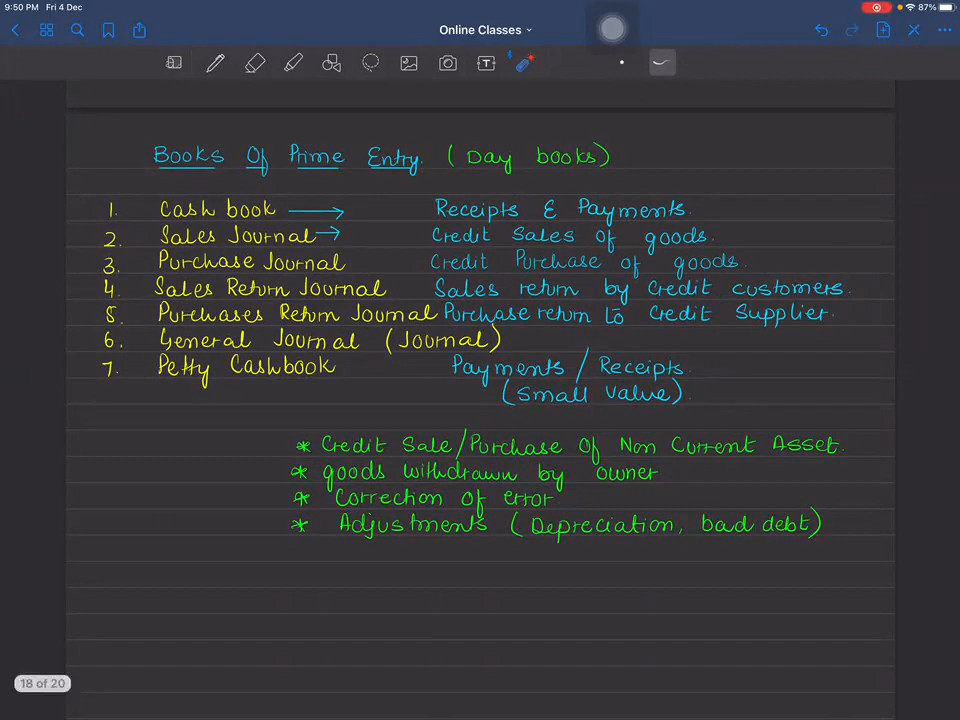 9:50 PM Fri 4 Dec 87%
Online Classes
Books Of Prime Entry. (Day books)
1. Cash book → Receipts & Payments.
2. Sales Journal → Credit Sales of goods.
3. Purchase Journal Credit Purchase of goods.
4. Sales Return Journal Sales return by Credit customers.
5. Purchases Return Journal Purchase return to Credit Supplier.
6. General Journal (Journal)
7. Petty Cashbook Payments / Receipts.
(Small value).
* Credit Sale/Purchase Of Non Current Asset.
* goods withdrawn by owner
* Correction Of error
* Adjustments (Depreciation, bad debt)
18 of 20